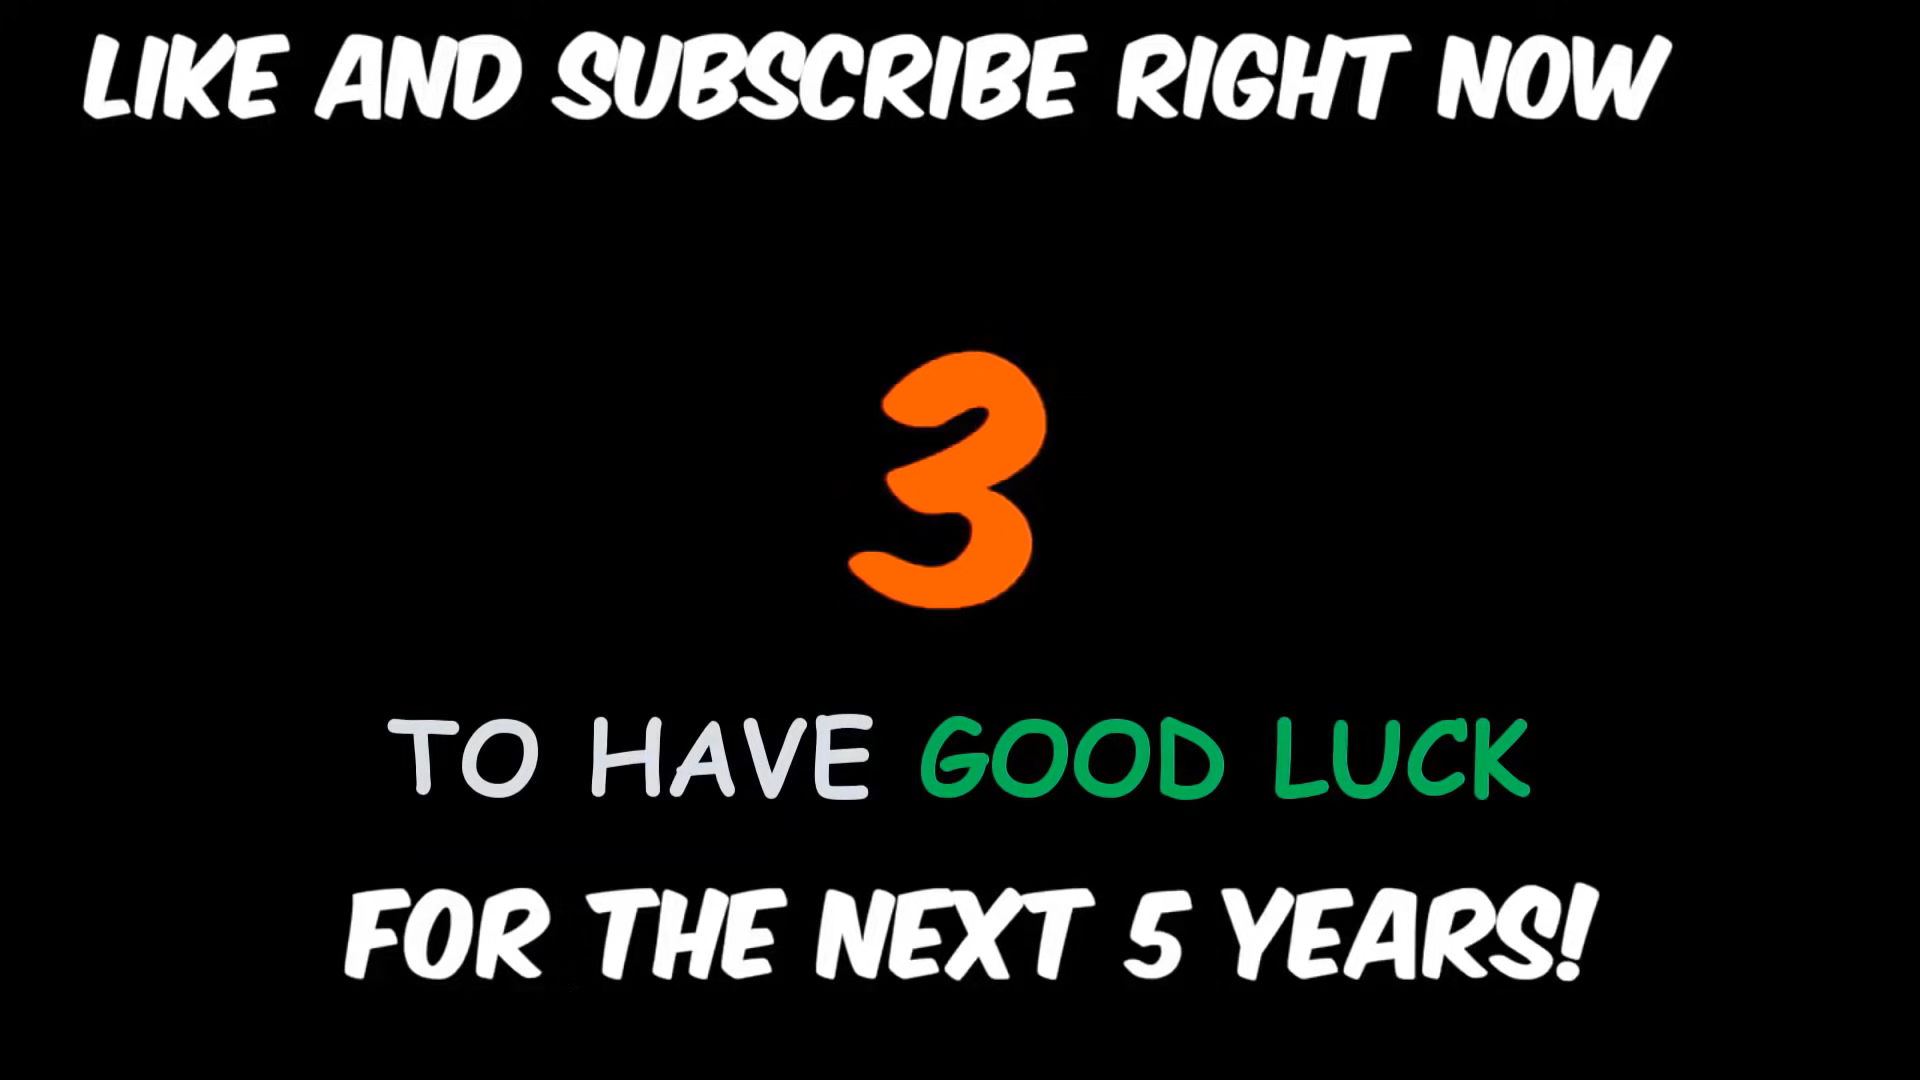 LIKE AND SUBSCRIBE RIGHT NOW
3
TO HAVE GOOD LUCK
FOR THE NEXT 5 YEARS!